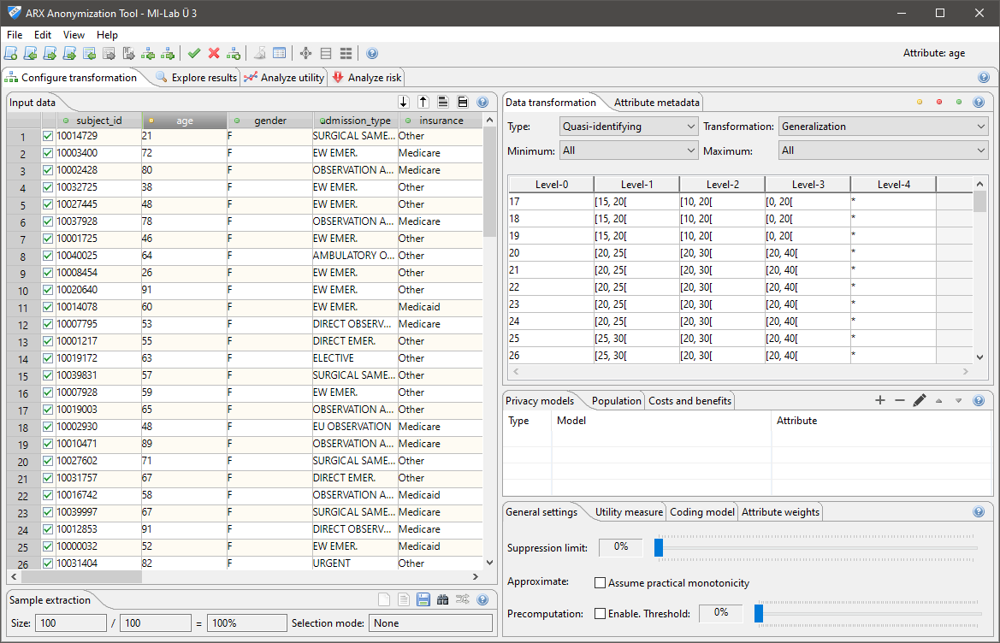 ARX Anonymization Tool - MI-Lab Ü 3
File Edit View Help
Attribute: age
Configure transformation Explore results Analyze utility Analyze risk
Input data
subject_id age gender dmission_type insurance
1 10014729 21 F SURGICAL SAME... Other
2 10003400 72 F EW EMER. Medicare
3 10002428 80 F OBSERVATION A... Medicare
4 10032725 38 F EW EMER. Other
5 10027445 48 F EW EMER. Other
6 10037928 78 F OBSERVATION A... Medicare
7 10001725 46 F EW EMER. Other
8 10040025 64 F AMBULATORY O... Other
9 10008454 26 F EW EMER. Other
10 10020640 91 F EW EMER. Other
11 10014078 60 F EW EMER. Medicaid
12 10007795 53 F DIRECT OBSERV... Medicare
13 10001217 55 F DIRECT EMER. Other
14 10019172 63 F ELECTIVE Other
15 10039831 57 F SURGICAL SAME... Other
16 10007928 59 F EW EMER. Other
17 10019003 65 F OBSERVATION A... Other
18 10002930 48 F EU OBSERVATION Medicare
19 10010471 89 F OBSERVATION A... Medicare
20 10027602 71 F SURGICAL SAME... Other
21 10031757 67 F DIRECT EMER. Other
22 10016742 58 F OBSERVATION A... Medicaid
23 10039997 67 F SURGICAL SAME... Medicare
24 10012853 91 F DIRECT OBSERV... Medicare
25 10000032 52 F EW EMER. Medicaid
26 10031404 82 F URGENT Other
Sample extraction
Size: 100 / 100 = 100% Selection mode: None
Data transformation Attribute metadata
Type: Quasi-identifying Transformation: Generalization
Minimum: All Maximum: All
Level-0 Level-1 Level-2 Level-3 Level-4
17 [15, 20[ [10, 20[ [0, 20[ *
18 [15, 20[ [10, 20[ [0, 20[ *
19 [15, 20[ [10, 20[ [0, 20[ *
20 [20, 25[ [20, 30[ [20, 40[ *
21 [20, 25[ [20, 30[ [20, 40[ *
22 [20, 25[ [20, 30[ [20, 40[ *
23 [20, 25[ [20, 30[ [20, 40[ *
24 [20, 25[ [20, 30[ [20, 40[ *
25 [25, 30[ [20, 30[ [20, 40[ *
26 [25, 30[ [20, 30[ [20, 40[ *
Privacy models Population Costs and benefits
Type Model Attribute
General settings Utility measure Coding model Attribute weights
Suppression limit: 0%
Approximate: Assume practical monotonicity
Precomputation: Enable. Threshold: 0%